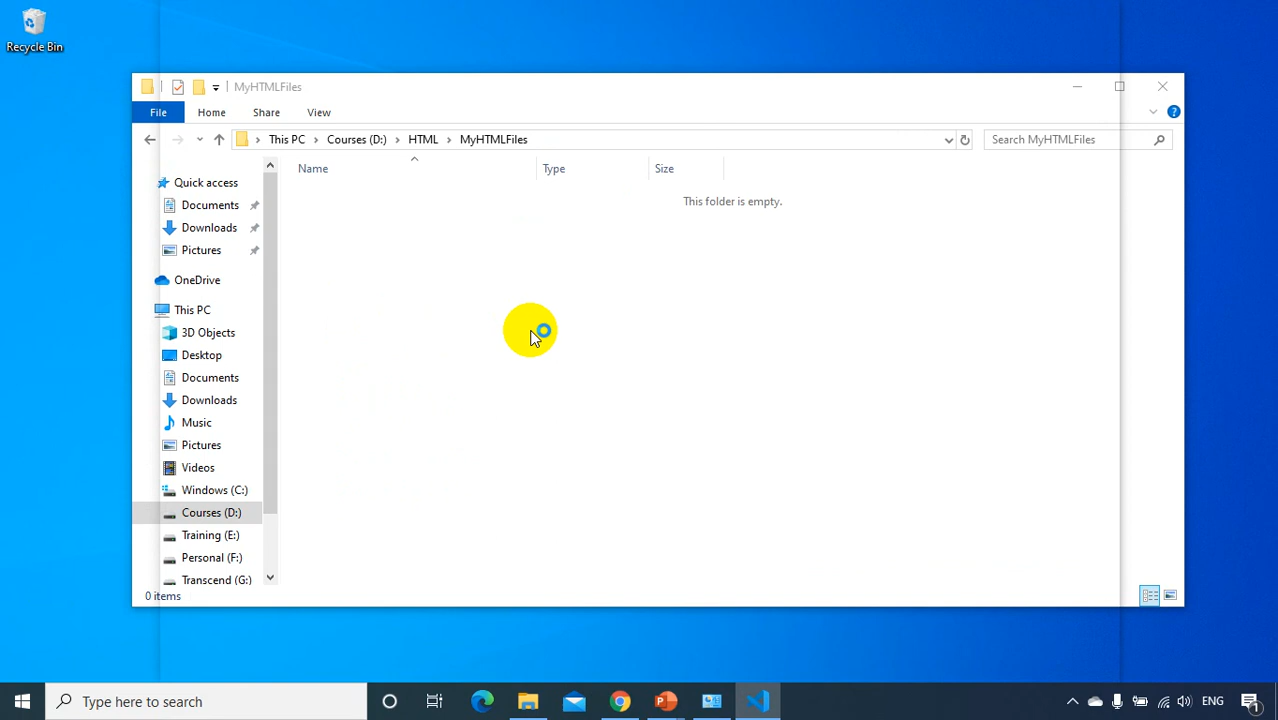 Recycle Bin
MyHTMLFiles
File Home Share View
This PC Courses (D:) HTML MyHTMLFiles Search MyHTMLFiles
Name Type Size
This folder is empty.
Quick access
Documents
Downloads
Pictures
OneDrive
This PC
3D Objects
Desktop
Documents
Downloads
Music
Pictures
Videos
Windows (C:)
Courses (D:)
Training (E:)
Personal (F:)
Transcend (G:)
0 items
Type here to search
ENG
1